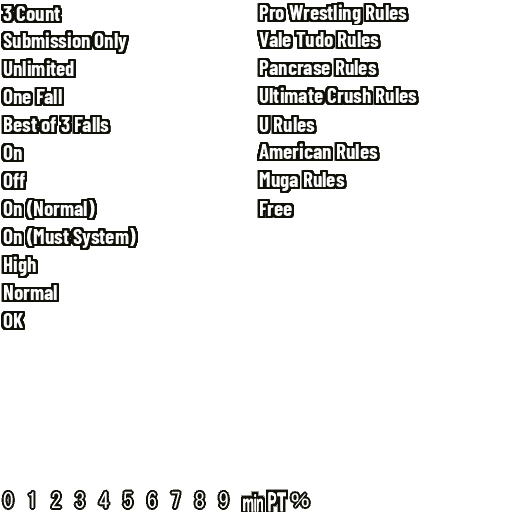 3 Count
Submission Only
Unlimited
One Fall
Best of 3 Falls
On
Off
On (Normal)
On (Must System)
High
Normal
OK
Pro Wrestling Rules
Vale Tudo Rules
Pancrase Rules
Ultimate Crush Rules
U Rules
American Rules
Muga Rules
Free
0 1 2 3 4 5 6 7 8 9 min PT %